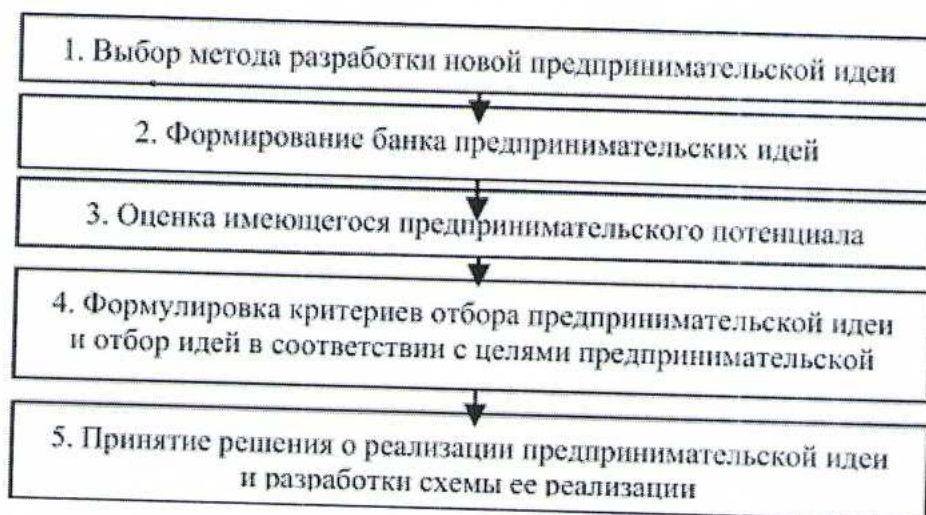 1. Выбор метода разработки новой предпринимательской идеи
2. Формирование банка предпринимательских идей
3. Оценка имеющегося предпринимательского потенциала
4. Формулировка критериев отбора предпринимательской идеи
и отбор идей в соответствии с целями предпринимательской
5. Принятие решения о реализации предпринимательской идеи
и разработки схемы ее реализации